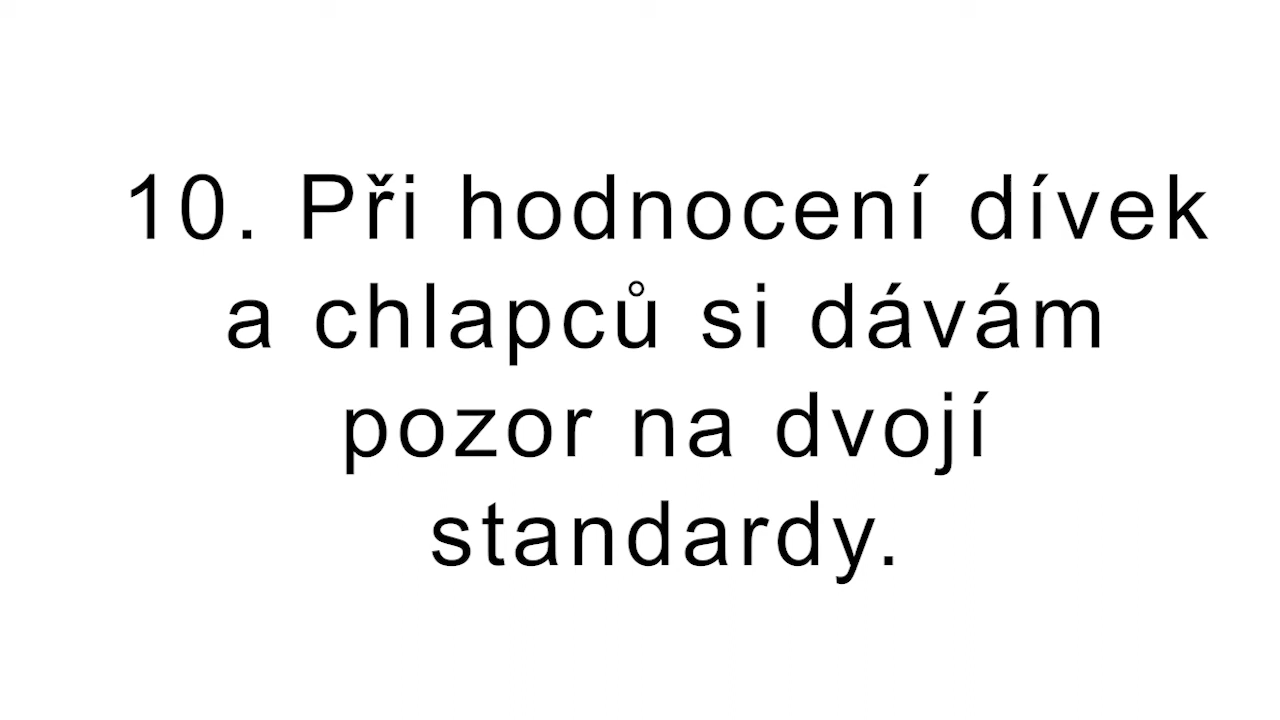 10. Při hodnocení dívek
a chlapců si dávám
pozor na dvojí
standardy.